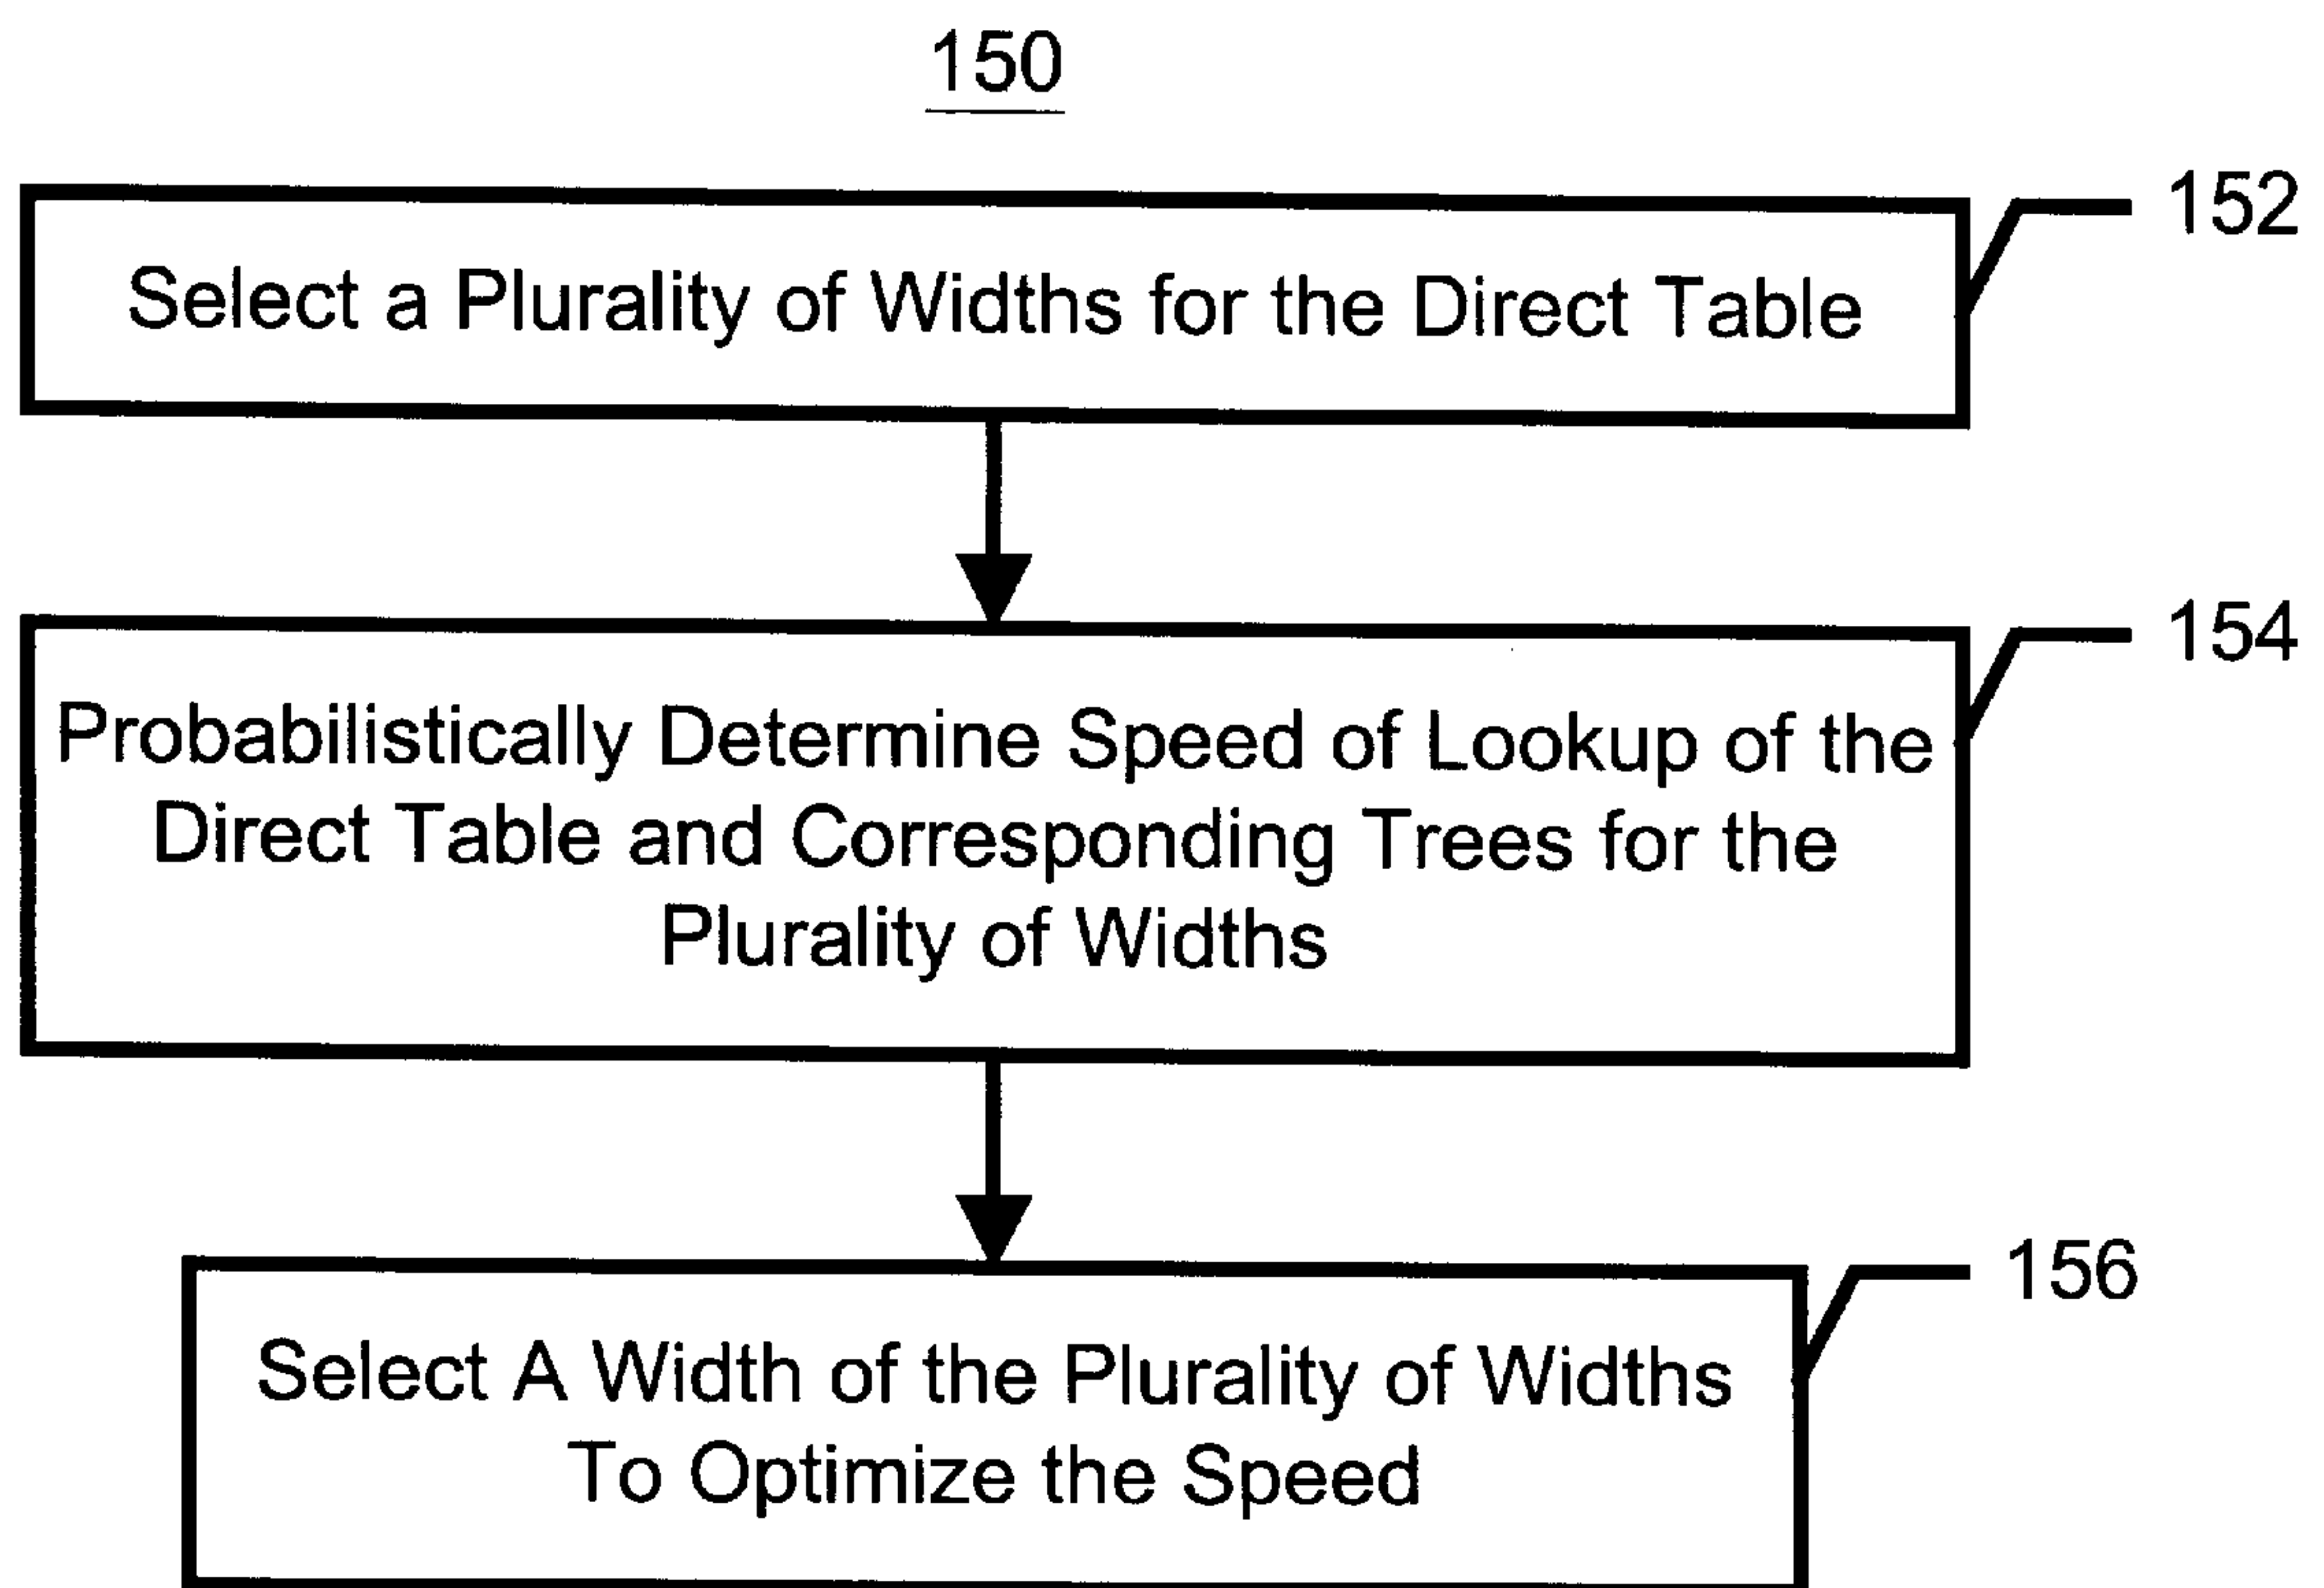 150
152
Select a Plurality of Widths for the Direct Table
154
Probabilistically Determine Speed of Lookup of the
Direct Table and Corresponding Trees for the
Plurality of Widths
156
Select A Width of the Plurality of Widths
To Optimize the Speed